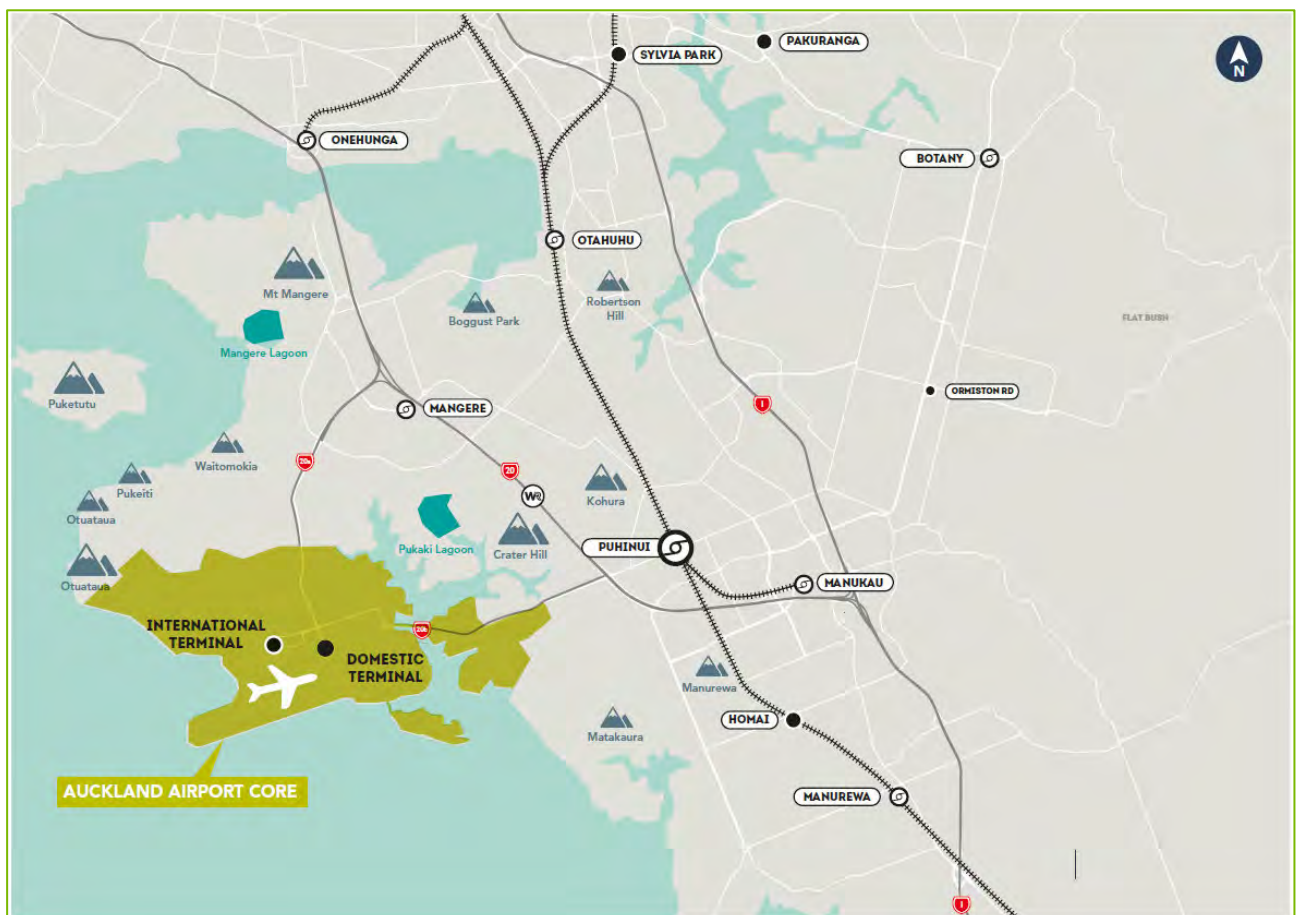 PAKURANGA
SYLVIA PARK
N
ONEHUNGA
BOTANY
OTAHUHU
Mt Mangere
Robertson
Hill
Boggust Park
FLAT BUSH
Mangere Lagoon
Puketutu
ORMISTON RD
MANGERE
1
Waitomokia
20A
20
Pukeiti
WR
Kohura
Otuataua
Pukaki Lagoon
Crater Hill
PUHINUI
Otuataua
MANUKAU
INTERNATIONAL
TERMINAL
20b
DOMESTIC
TERMINAL
Manurewa
HOMAI
Matakaura
AUCKLAND AIRPORT CORE
MANUREWA
1